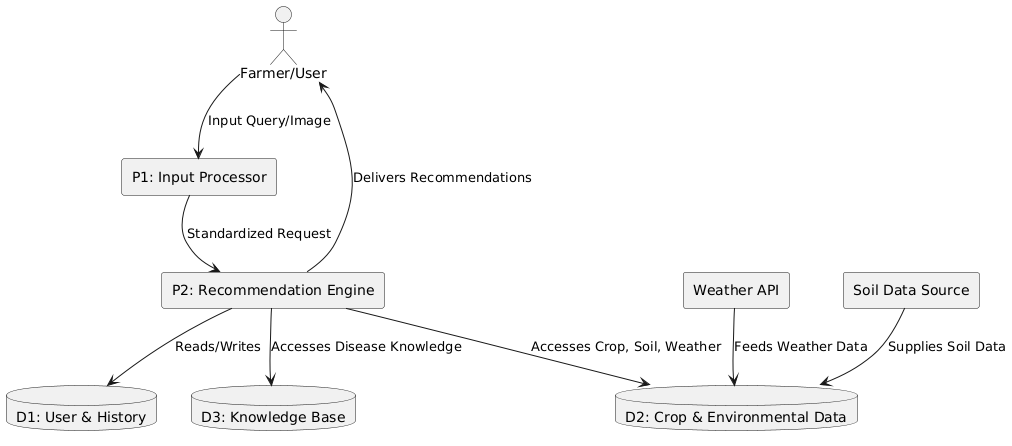 Farmer/User
Input Query/Image
P1: Input Processor
Delivers Recommendations
Standardized Request
P2: Recommendation Engine
Weather API
Soil Data Source
Reads/Writes
Accesses Disease Knowledge
Accesses Crop, Soil, Weather
Feeds Weather Data
Supplies Soil Data
D1: User & History
D3: Knowledge Base
D2: Crop & Environmental Data